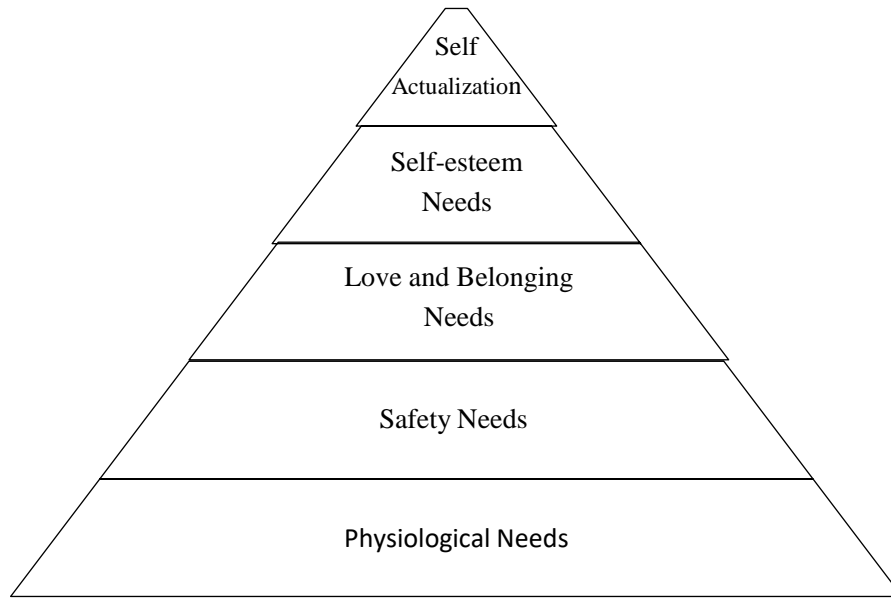 Self
Actualization
Self-esteem
Needs
Love and Belonging
Needs
Safety Needs
Physiological Needs